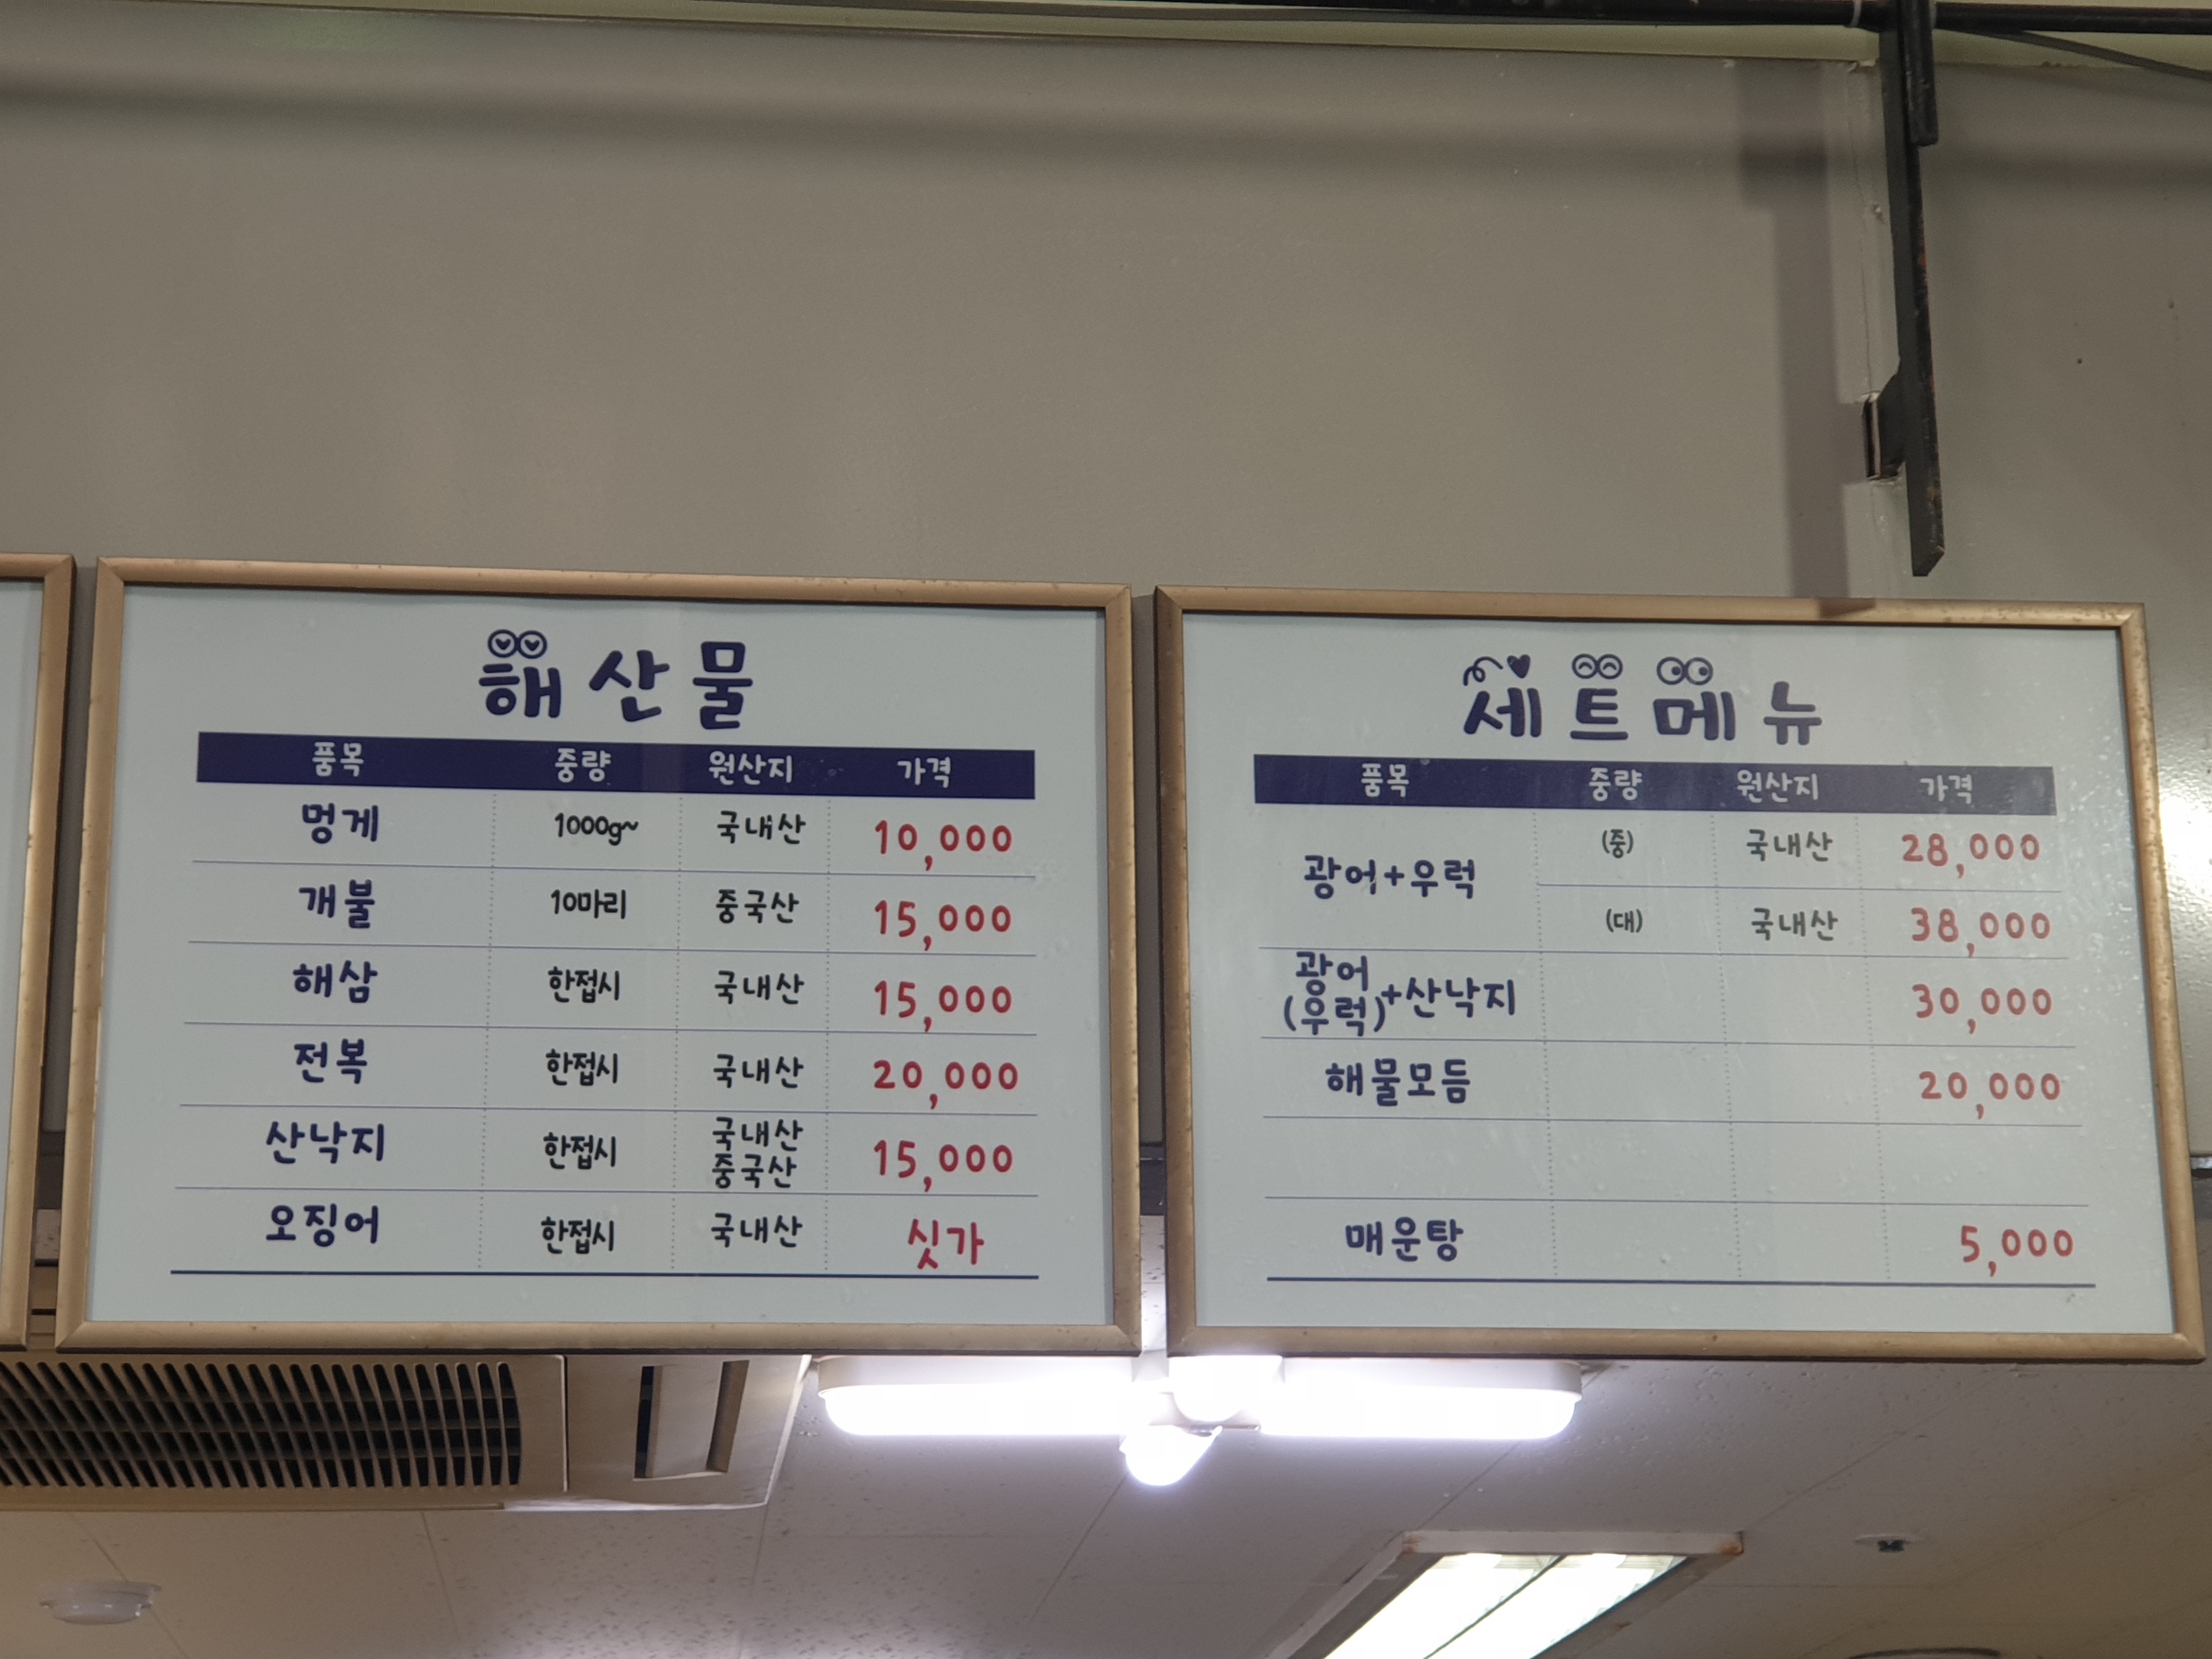 해산물
품목 중량 원산지 가격
멍게 1000g~ 국내산 10,000
개불 10마리 중국산 15,000
해삼 한접시 국내산 15,000
전복 한접시 국내산 20,000
산낙지 한접시 국내산 중국산 15,000
오징어 한접시 국내산 싯가
세트메뉴
품목 중량 원산지 가격
광어+우럭 (중) 국내산 28,000
(대) 국내산 38,000
광어(우럭)+산낙지 30,000
해물모듬 20,000
매운탕 5,000